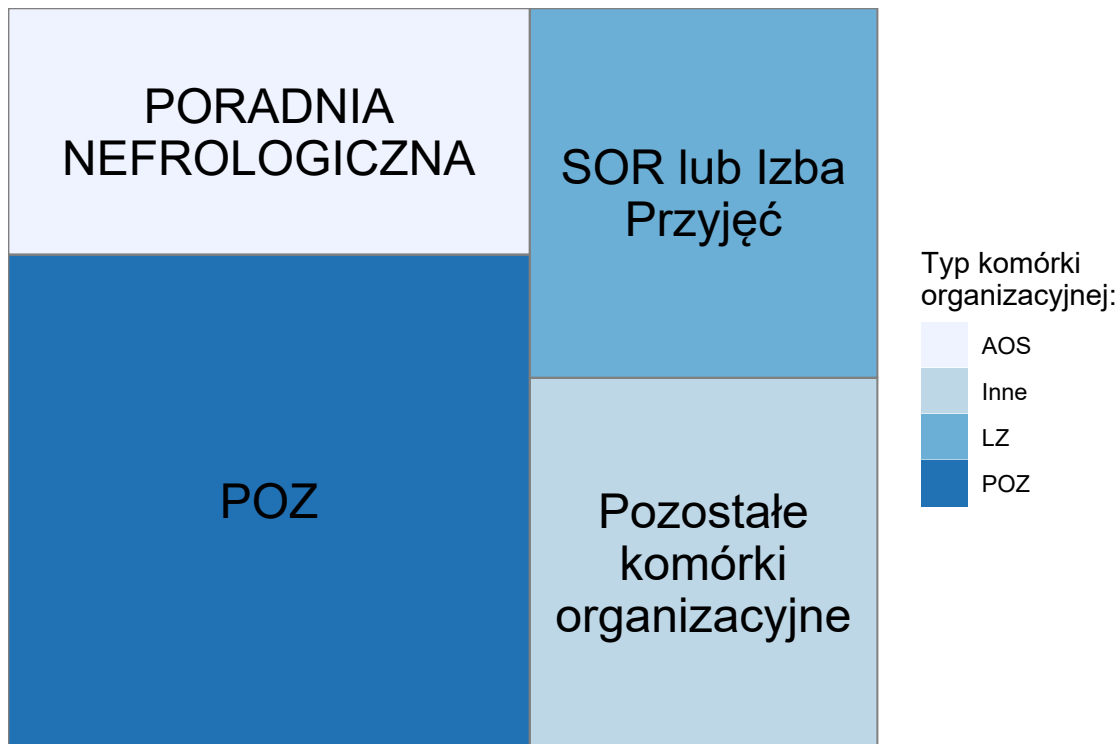 PORADNIA
NEFROLOGICZNA
SOR lub Izba
Przyjęć
POZ
Pozostałe
komórki
organizacyjne
Typ komórki
organizacyjnej:
AOS
Inne
LZ
POZ